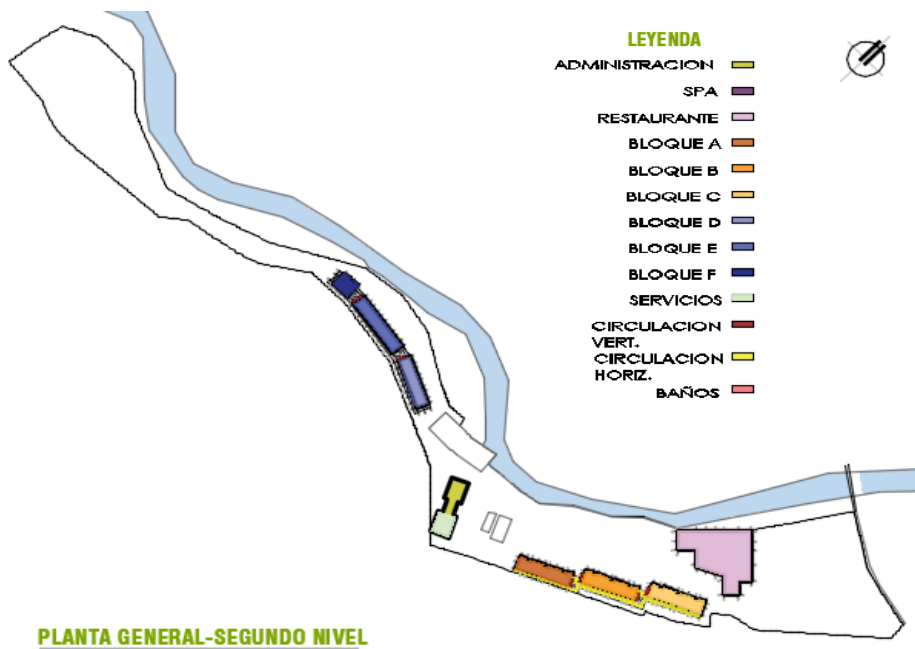 LEYENDA
ADMINISTRACION
SPA
RESTAURANTE
BLOQUE A
BLOQUE B
BLOQUE C
BLOQUE D
BLOQUE E
BLOQUE F
SERVICIOS
CIRCULACION
VERT.
CIRCULACION
HORIZ.
BAÑOS
PLANTA GENERAL-SEGUNDO NIVEL